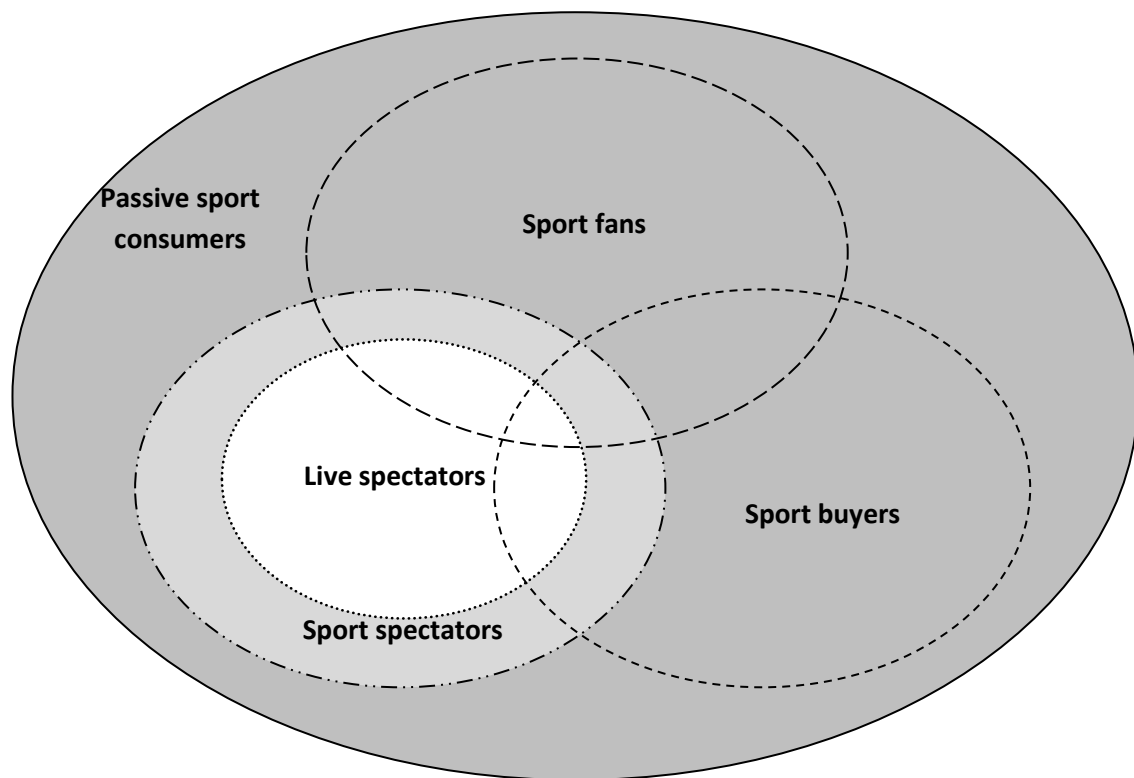 Passive sport
consumers
Sport fans
Live spectators
Sport buyers
Sport spectators